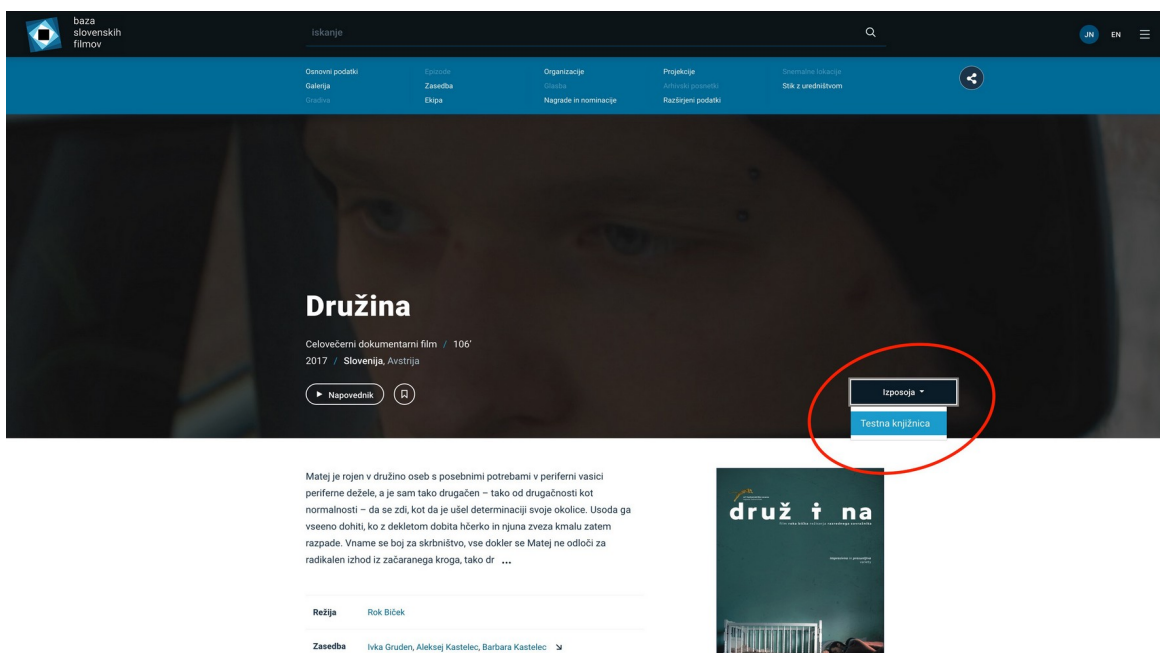 baza
slovenskih
filmov
iskanje
JN EN
Osnovni podatki
Galerija
Gradiva
Epizode
Zasedba
Ekipa
Organizacije
Glasba
Nagrade in nominacije
Projekcije
Arhivski posnetki
Razširjeni podatki
Snemalne lokacije
Stik z uredništvom
Družina
Celovečerni dokumentarni film / 106'
2017 / Slovenija, Avstrija
Napovednik
Izposoja
Testna knjižnica
Matej je rojen v družino oseb s posebnimi potrebami v periferni vasici
periferne dežele, a je sam tako drugačen – tako od drugačnosti kot
normalnosti – da se zdi, kot da je ušel determinaciji svoje okolice. Usoda ga
vseeno dohiti, ko z dekletom dobita hčerko in njuna zveza kmalu zatem
razpade. Vname se boj za skrbništvo, vse dokler se Matej ne odloči za
radikalen izhod iz začaranega kroga, tako dr ...
Režija Rok Biček
Zasedba Ivka Gruden, Aleksej Kastelec, Barbara Kastelec
družina